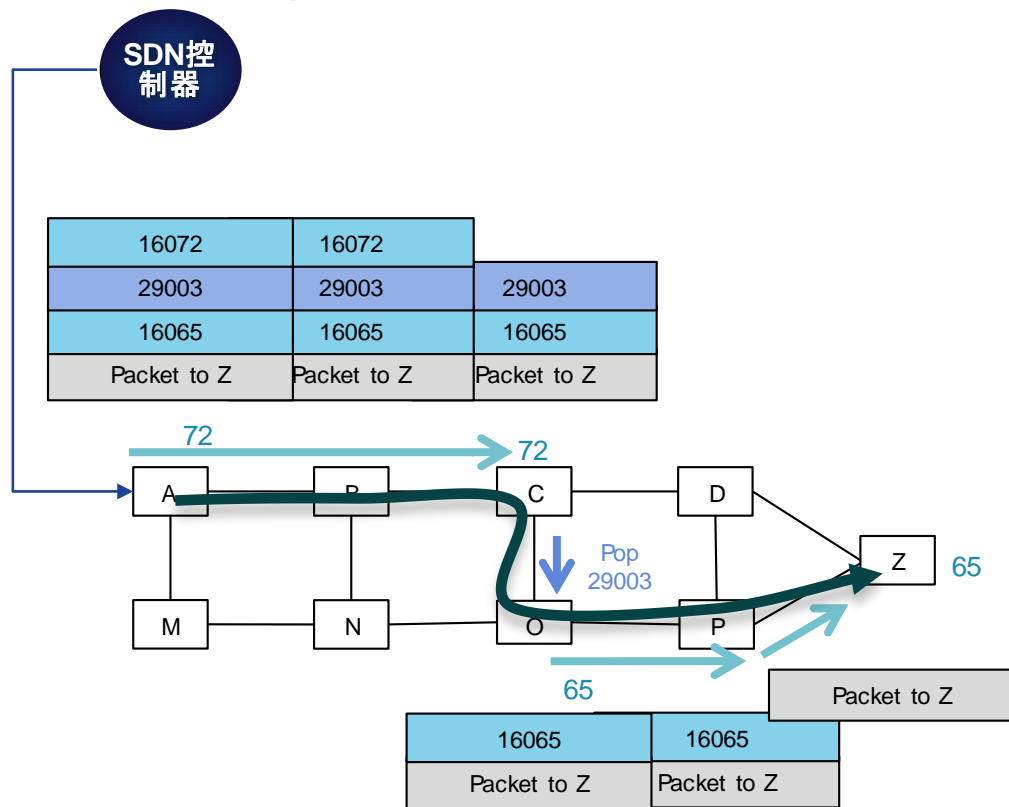 SDN控
制器
16072 16072
29003 29003 29003
16065 16065 16065
Packet to Z Packet to Z Packet to Z
72
72
A B C D
Pop
29003
Z 65
M N O P
65
Packet to Z
16065 16065
Packet to Z Packet to Z